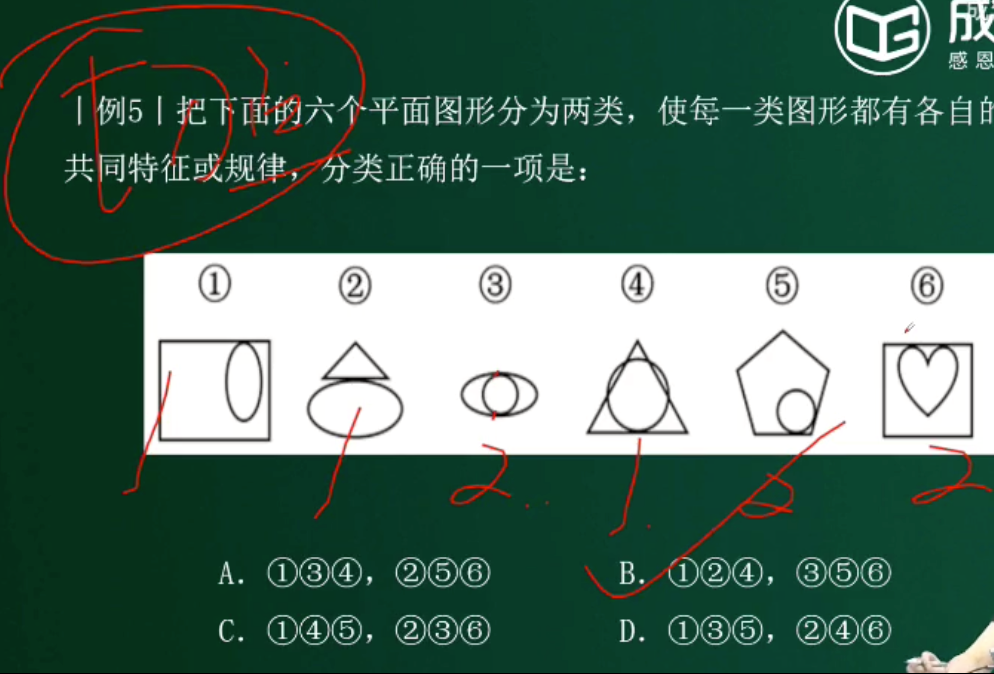 成
感恩
|例5|把下面的六个平面图形分为两类，使每一类图形都有各自的
共同特征或规律，分类正确的一项是：
① ② ③ ④ ⑤ ⑥
1 1 2 1 2 2
A. ①③④，②⑤⑥ B. ①②④，③⑤⑥
C. ①④⑤，②③⑥ D. ①③⑤，②④⑥